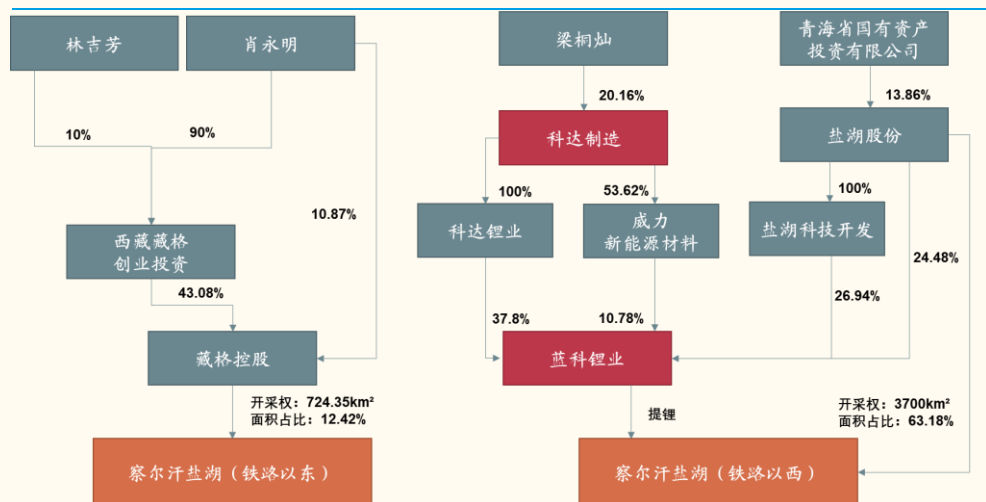 林吉芳
肖永明
梁桐灿
青海省国有资产
投资有限公司
20.16%
13.86%
10%
90%
科达制造
盐湖股份
100%
53.62%
100%
10.87%
科达锂业
威力
新能源材料
盐湖科技开发
西藏藏格
创业投资
24.48%
43.08%
26.94%
37.8%
10.78%
藏格控股
蓝科锂业
开采权：724.35km²
面积占比：12.42%
提锂
开采权：3700km²
面积占比：63.18%
察尔汗盐湖（铁路以东）
察尔汗盐湖（铁路以西）